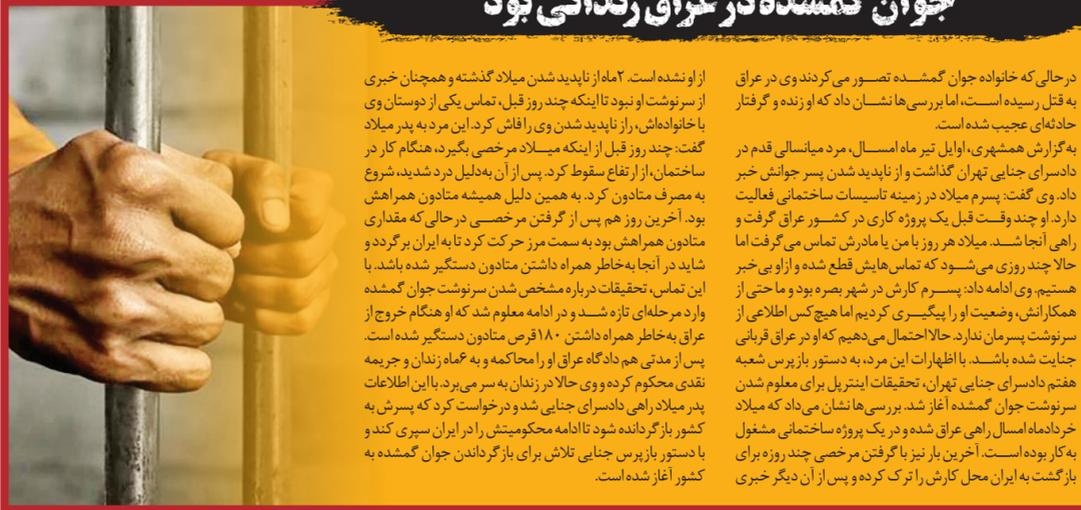 جوان گمشده در عراق زندانی بود
در حالی که خانواده جوان گمشده تصور می‌کردند وی در عراق
به قتل رسیده است، اما بررسی‌ها نشان داد که او زنده و گرفتار
حادثه‌ای عجیب شده است.
به گزارش همشهری، اوایل تیر ماه امسال، مرد میانسالی قدم در
دادسرای جنایی تهران گذاشت و از ناپدید شدن پسر جوانش خبر
داد. وی گفت: پسرم میلاد در زمینه تاسیسات ساختمانی فعالیت
دارد. او چند وقت قبل یک پروژه کاری در کشور عراق گرفت و
راهی آنجا شد. میلاد هر روز با من یا مادرش تماس می‌گرفت اما
حالا چند روزی می‌شود که تماس‌هایش قطع شده و از او بی‌خبر
هستیم. وی ادامه داد: پسرم کارش در شهر بصره بود و ما حتی از
همکارانش، وضعیت او را پیگیری کردیم اما هیچ‌کس اطلاعی از
سرنوشت پسرمان ندارد. حالا احتمال می‌دهیم که او در عراق قربانی
جنایت شده باشد. با اظهارات این مرد، به دستور بازپرس شعبه
هفتم دادسرای جنایی تهران، تحقیقات اینترپل برای معلوم شدن
سرنوشت جوان گمشده آغاز شد. بررسی‌ها نشان می‌داد که میلاد
خردادماه امسال راهی عراق شده و در یک پروژه ساختمانی مشغول
به کار بوده است. آخرین بار نیز با گرفتن مرخصی چند روزه برای
بازگشت به ایران محل کارش را ترک کرده و پس از آن دیگر خبری
از او نشده است. ۲ماه از ناپدید شدن میلاد گذشته و همچنان خبری
از سرنوشت او نبود تا اینکه چند روز قبل، تماس یکی از دوستان وی
با خانواده‌اش، راز ناپدید شدن وی را فاش کرد. این مرد به پدر میلاد
گفت: چند روز قبل از اینکه میلاد مرخصی بگیرد، هنگام کار در
ساختمان، از ارتفاع سقوط کرد. پس از آن به‌دلیل درد شدید، شروع
به مصرف متادون کرد. به همین دلیل همیشه متادون همراهش
بود. آخرین روز هم پس از گرفتن مرخصی درحالی‌که مقداری
متادون همراهش بود به سمت مرز حرکت کرد تا به ایران برگردد و
شاید در آنجا به‌خاطر همراه داشتن متادون دستگیر شده باشد. با
این تماس، تحقیقات درباره مشخص شدن سرنوشت جوان گمشده
وارد مرحله‌ای تازه شد و در ادامه معلوم شد که او هنگام خروج از
عراق به‌خاطر همراه داشتن ۱۸۰ قرص متادون دستگیر شده است.
پس از مدتی هم دادگاه عراق او را محاکمه و به ۶ماه زندان و جریمه
نقدی محکوم کرده و وی حالا در زندان به سر می‌برد. با این اطلاعات
پدر میلاد راهی دادسرای جنایی شد و درخواست کرد که پسرش به
کشور بازگردانده شود تا ادامه محکومیتش را در ایران سپری کند و
با دستور بازپرس جنایی تلاش برای بازگرداندن جوان گمشده به
کشور آغاز شده است.